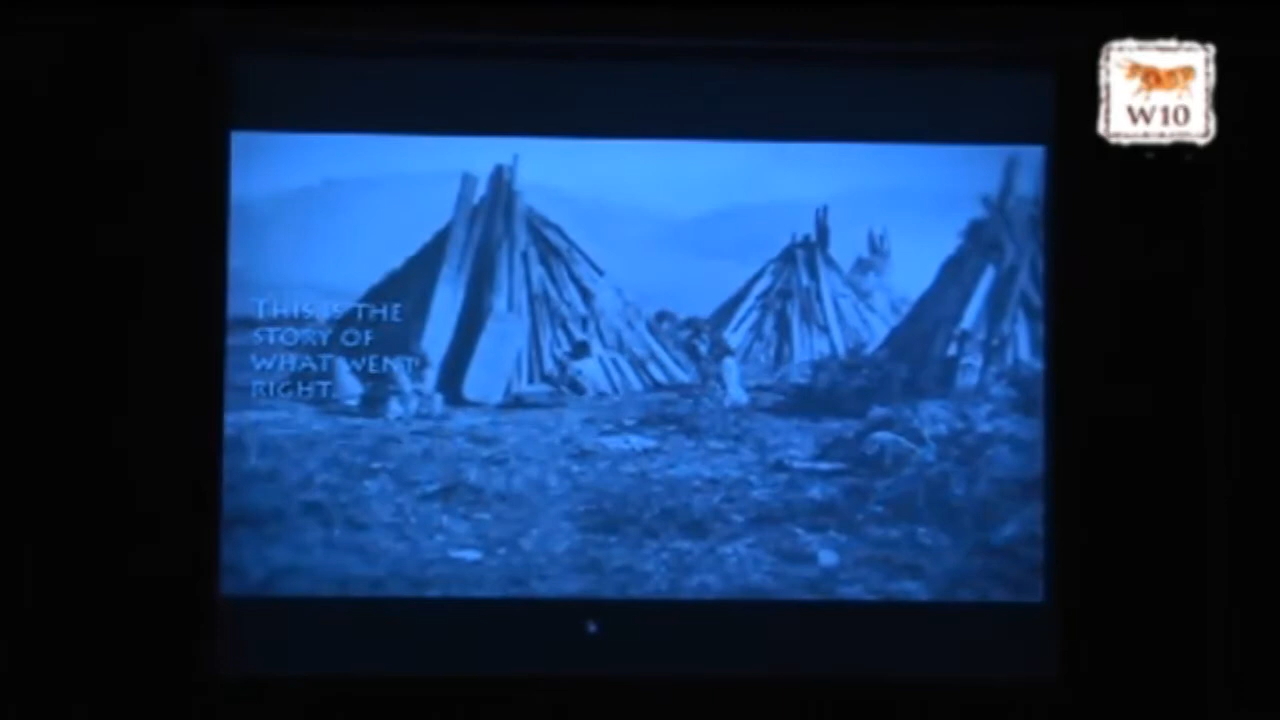 THIS IS THE
STORY OF
WHAT WENT
RIGHT.
W10